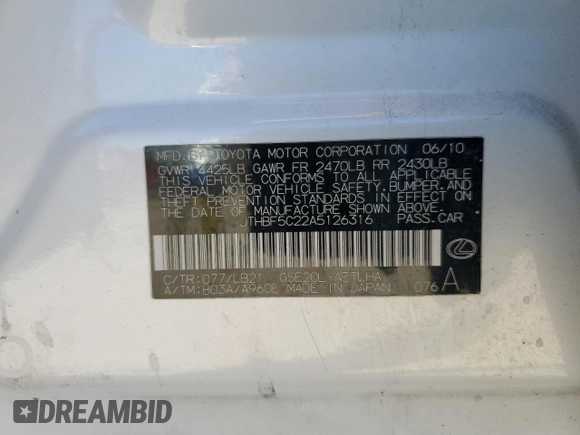 MFD. BY TOYOTA MOTOR CORPORATION 06/10
GVWR 4425LB GAWR FR 2470LB RR 2430LB
THIS VEHICLE CONFORMS TO ALL APPLICABLE
FEDERAL MOTOR VEHICLE SAFETY, BUMPER, AND
THEFT PREVENTION STANDARDS IN EFFECT ON
THE DATE OF MANUFACTURE SHOWN ABOVE.
JTHBF5C22A5126316 PASS.CAR
C/TR: 077/LB21 GSE20L-AETLHA
A/TM: B03A/A960E MADE IN JAPAN 076 A
DREAMBID